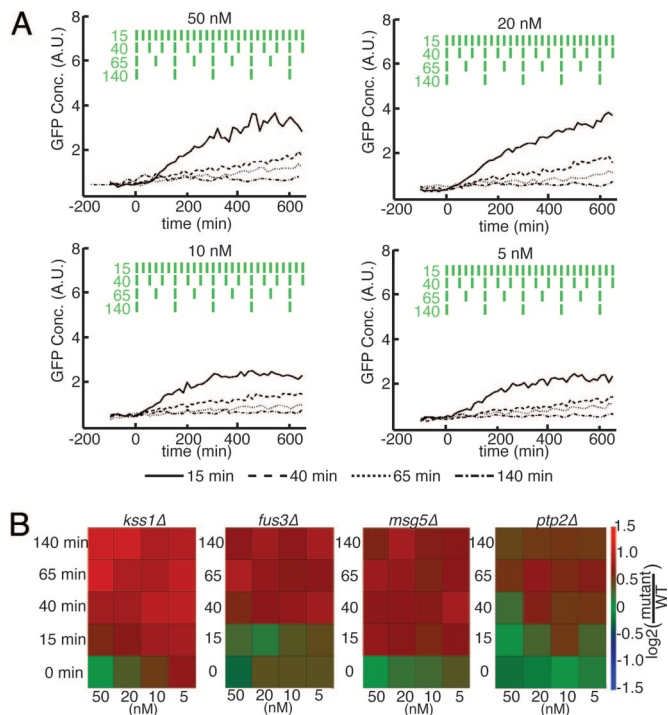 A
50 nM
20 nM
GFP Conc. (A.U.)
8
6
4
2
15
40
65
140
-200 0 200 400 600
time (min)
GFP Conc. (A.U.)
8
6
4
2
15
40
65
140
-200 0 200 400 600
time (min)
10 nM
5 nM
GFP Conc. (A.U.)
8
6
4
2
15
40
65
140
-200 0 200 400 600
time (min)
GFP Conc. (A.U.)
8
6
4
2
15
40
65
140
-200 0 200 400 600
time (min)
15 min 40 min 65 min 140 min
B
kss1Δ fus3Δ msg5Δ ptp2Δ
140 min
65 min
40 min
15 min
0 min
50 20 10 5
(nM)
140
65
40
15
0
50 20 10 5
(nM)
140
65
40
15
0
50 20 10 5
(nM)
140
65
40
15
0
50 20 10 5
(nM)
1.5
1.0
0.5
0
-0.5
-1.0
-1.5
log2(mutant/WT)